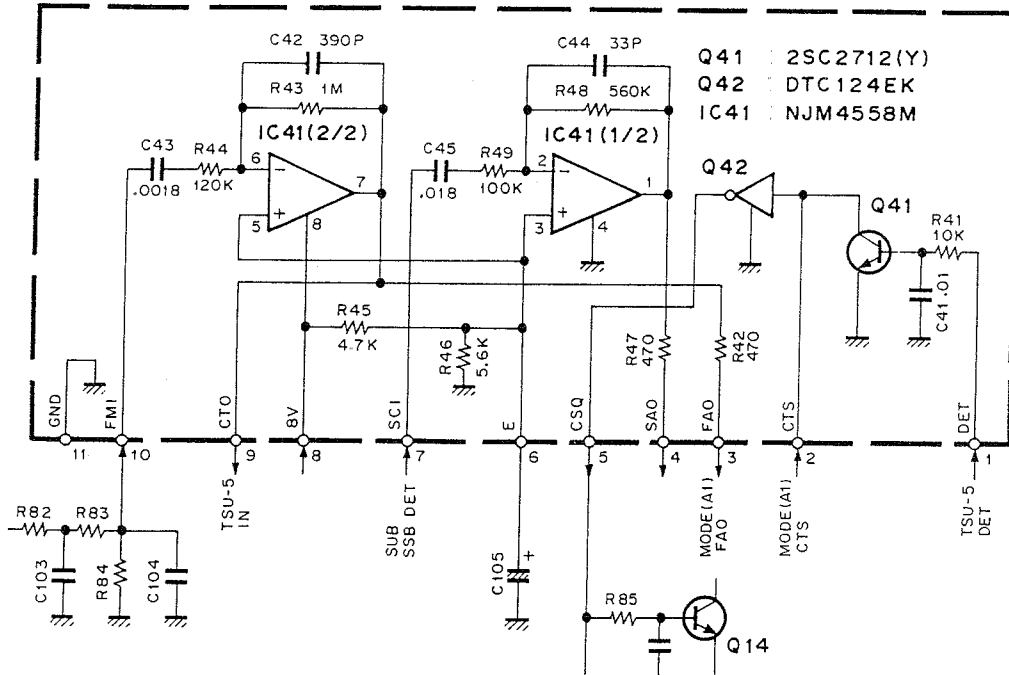 C42 390P
R43 1M
IC41(2/2)
C43
.0018
R44
120K
6
5
7
8
−
+
C44 33P
R48 560K
IC41(1/2)
C45
.018
R49
100K
2
3
1
4
−
+
Q41 : 2SC2712(Y)
Q42 : DTC124EK
IC41 : NJM4558M
Q42
Q41
R41
10K
C41 .01
R45
4.7K
R46
5.6K
R47
470
R42
470
GND
FMI
CTO
8V
SCI
E
CSQ
SAO
FAO
CTS
DET
11
10
9
8
7
6
5
4
3
2
1
TSU-5
IN
SUB
SSB DET
MODE(A1)
FAO
MODE(A1)
CTS
TSU-5
DET
R82
R83
C103
R84
C104
C105
+
R85
Q14